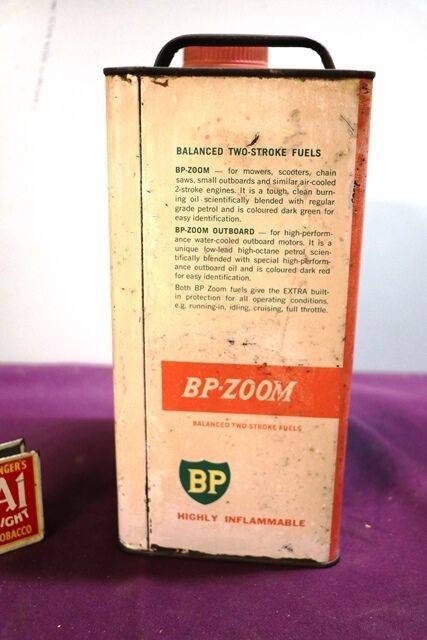 BALANCED TWO-STROKE FUELS
BP-ZOOM — for mowers, scooters, chain
saws, small outboards and similar air-cooled
2-stroke engines. It is a tough, clean burn-
ing oil scientifically blended with regular
grade petrol and is coloured dark green for
easy identification.
BP-ZOOM OUTBOARD — for high-perform-
ance water-cooled outboard motors. It is a
unique low-lead high-octane petrol scien-
tifically blended with special high-perform-
ance outboard oil and is coloured dark red
for easy identification.
Both BP Zoom fuels give the EXTRA built-
in protection for all operating conditions,
e.g. running-in, idling, cruising, full throttle.
BP-ZOOM
BALANCED TWO-STROKE FUELS
BP
HIGHLY INFLAMMABLE
NGER'S
A1
IGHT
OBACCO